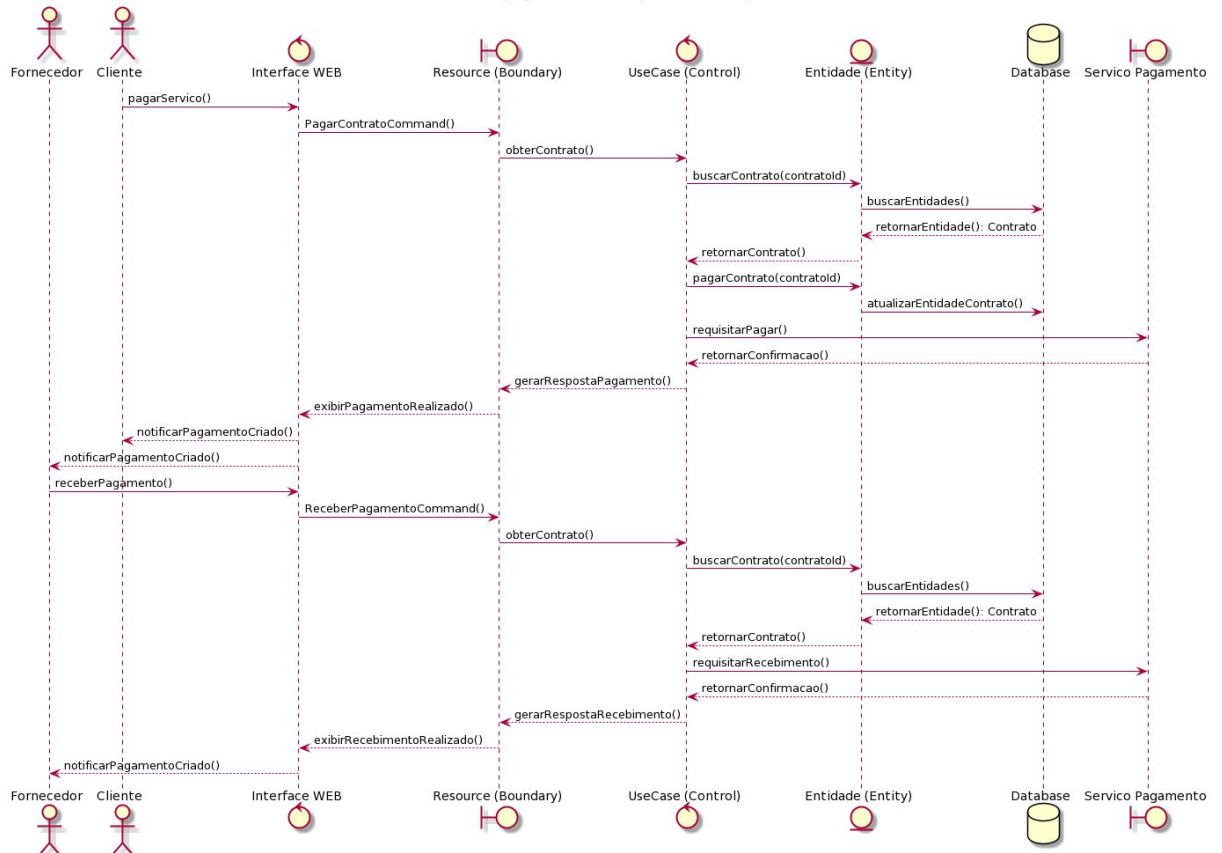 Fornecedor Cliente Interface WEB Resource (Boundary) UseCase (Control) Entidade (Entity) Database Servico Pagamento
pagarServico()
PagarContratoCommand()
obterContrato()
buscarContrato(contratoId)
buscarEntidades()
retornarEntidade(): Contrato
retornarContrato()
pagarContrato(contratoId)
atualizarEntidadeContrato()
requisitarPagar()
retornarConfirmacao()
gerarRespostaPagamento()
exibirPagamentoRealizado()
notificarPagamentoCriado()
notificarPagamentoCriado()
receberPagamento()
ReceberPagamentoCommand()
obterContrato()
buscarContrato(contratoId)
buscarEntidades()
retornarEntidade(): Contrato
retornarContrato()
requisitarRecebimento()
retornarConfirmacao()
gerarRespostaRecebimento()
exibirRecebimentoRealizado()
notificarPagamentoCriado()
Fornecedor Cliente Interface WEB Resource (Boundary) UseCase (Control) Entidade (Entity) Database Servico Pagamento